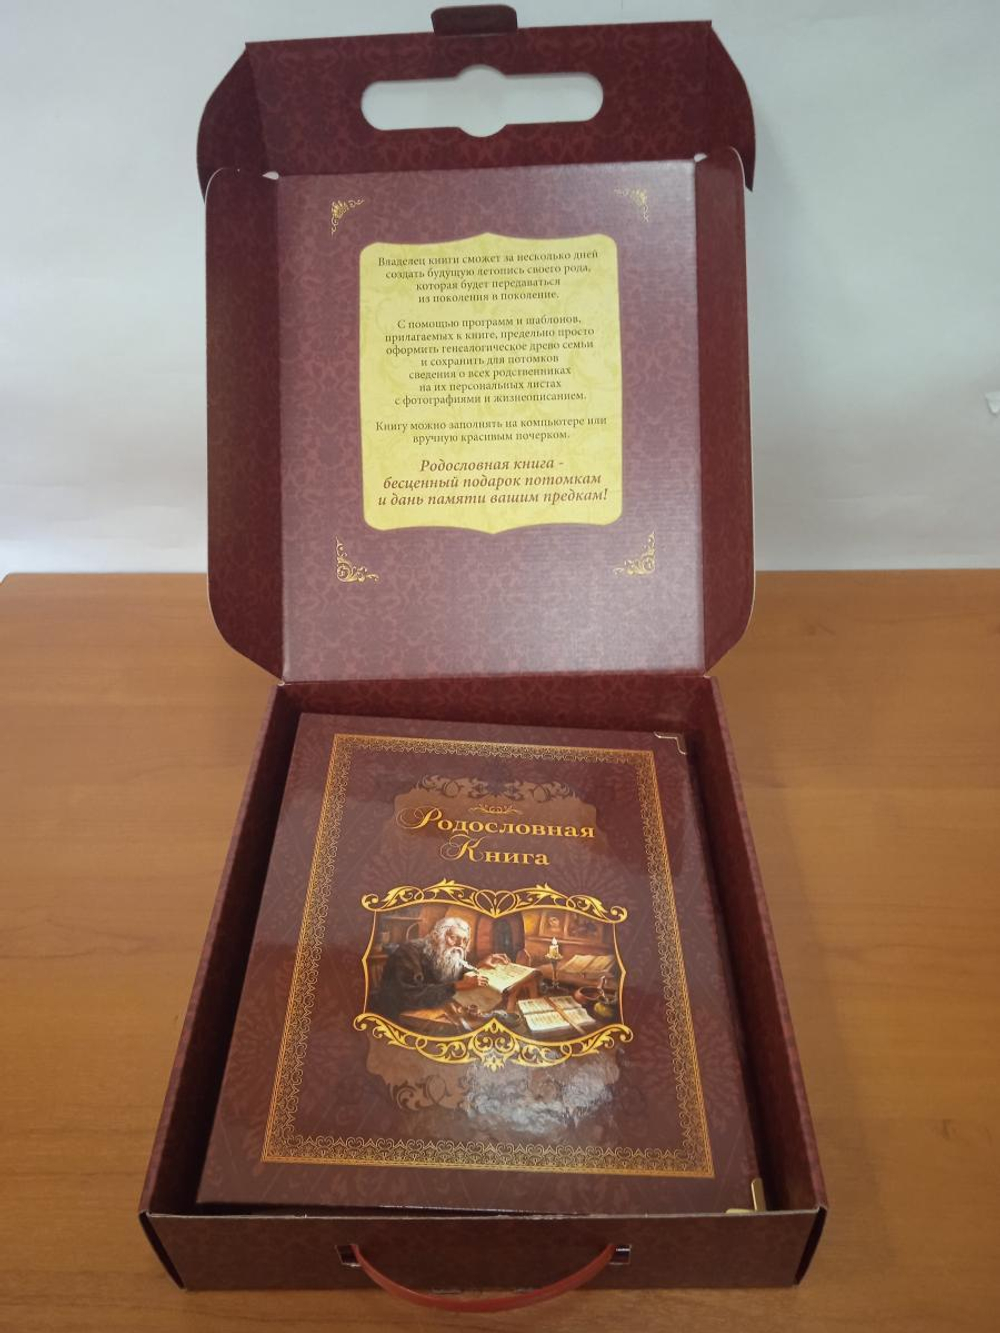 Владелец книги сможет за несколько дней
создать будущую летопись своего рода,
которая будет передаваться
из поколения в поколение.
С помощью программ и шаблонов,
прилагаемых к книге, предельно просто
оформить генеалогическое древо семьи
и сохранить для потомков
сведения о всех родственниках
на их персональных листах
с фотографиями и жизнеописанием.
Книгу можно заполнять на компьютере или
вручную красивым почерком.
Родословная книга -
бесценный подарок потомкам
и дань памяти вашим предкам!
Родословная
Книга